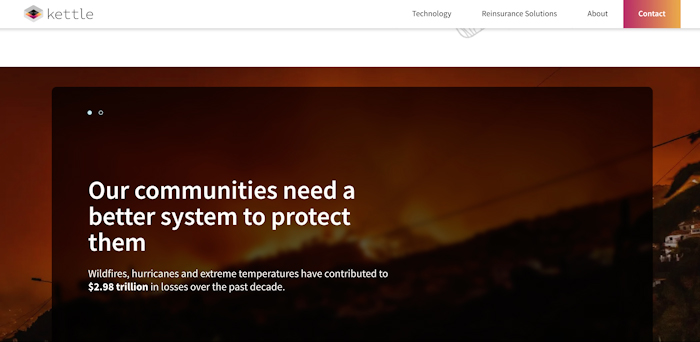 kettle
Technology
Reinsurance Solutions
About
Contact
Our communities need a
better system to protect
them
Wildfires, hurricanes and extreme temperatures have contributed to
$2.98 trillion in losses over the past decade.